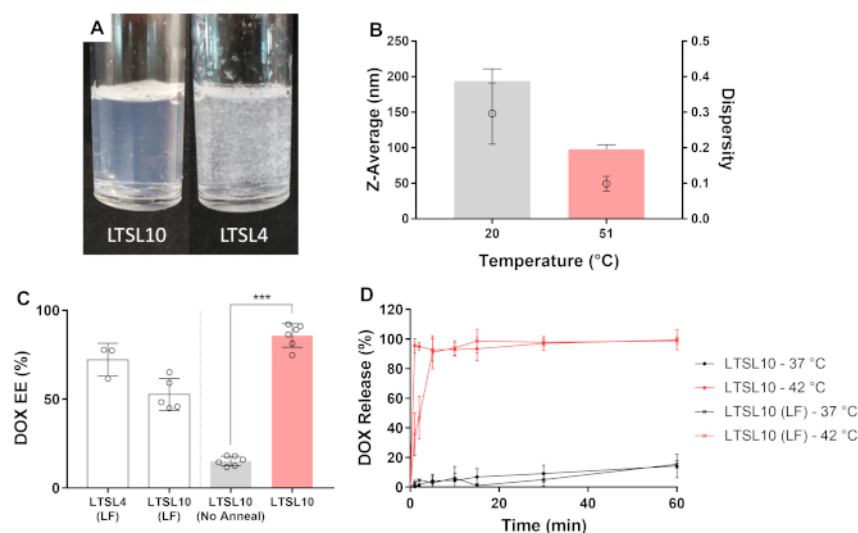 A
LTSL10 LTSL4
B
Z-Average (nm)
250
200
150
100
50
0
0.5
0.4
0.3
0.2
0.1
0.0
Dispersity
20 51
Temperature (°C)
C
DOX EE (%)
100
50
0
***
LTSL4 (LF)
LTSL10 (LF)
LTSL10 (No Anneal)
LTSL10
D
DOX Release (%)
120
100
80
60
40
20
0
0 20 40 60
Time (min)
LTSL10 - 37 °C
LTSL10 - 42 °C
LTSL10 (LF) - 37 °C
LTSL10 (LF) - 42 °C